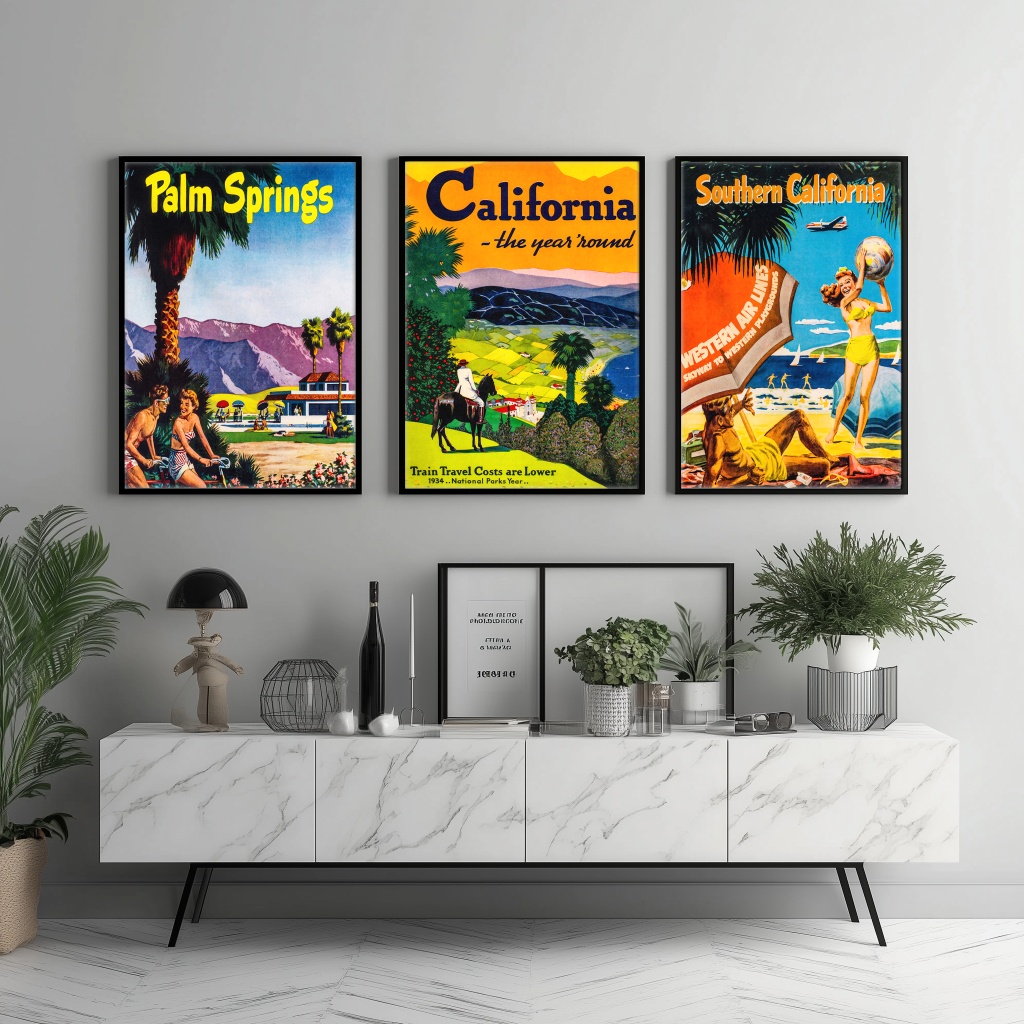 Palm Springs
California
- the year 'round
Train Travel Costs are Lower
1934..National Parks Year..
Southern California
WESTERN AIR LINES
SKYWAY TO WESTERN PLAYGROUNDS